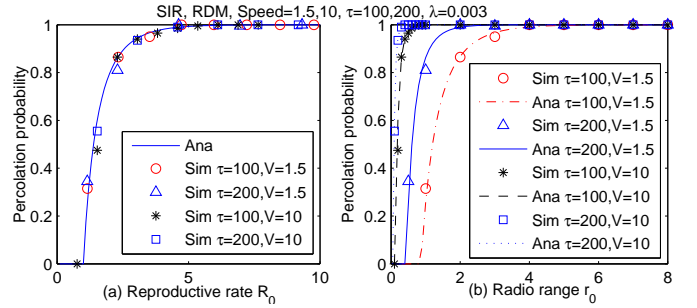 SIR, RDM, Speed=1.5,10, τ=100,200, λ=0.003
Percolation probability
1
0.8
0.6
0.4
0.2
0
0
5
10
(a) Reproductive rate R0
Ana
Sim τ=100,V=1.5
Sim τ=200,V=1.5
Sim τ=100,V=10
Sim τ=200,V=10
Percolation probability
1
0.8
0.6
0.4
0.2
0
0
2
4
6
8
(b) Radio range r0
Sim τ=100,V=1.5
Ana τ=100,V=1.5
Sim τ=200,V=1.5
Ana τ=200,V=1.5
Sim τ=100,V=10
Ana τ=100,V=10
Sim τ=200,V=10
Ana τ=200,V=10